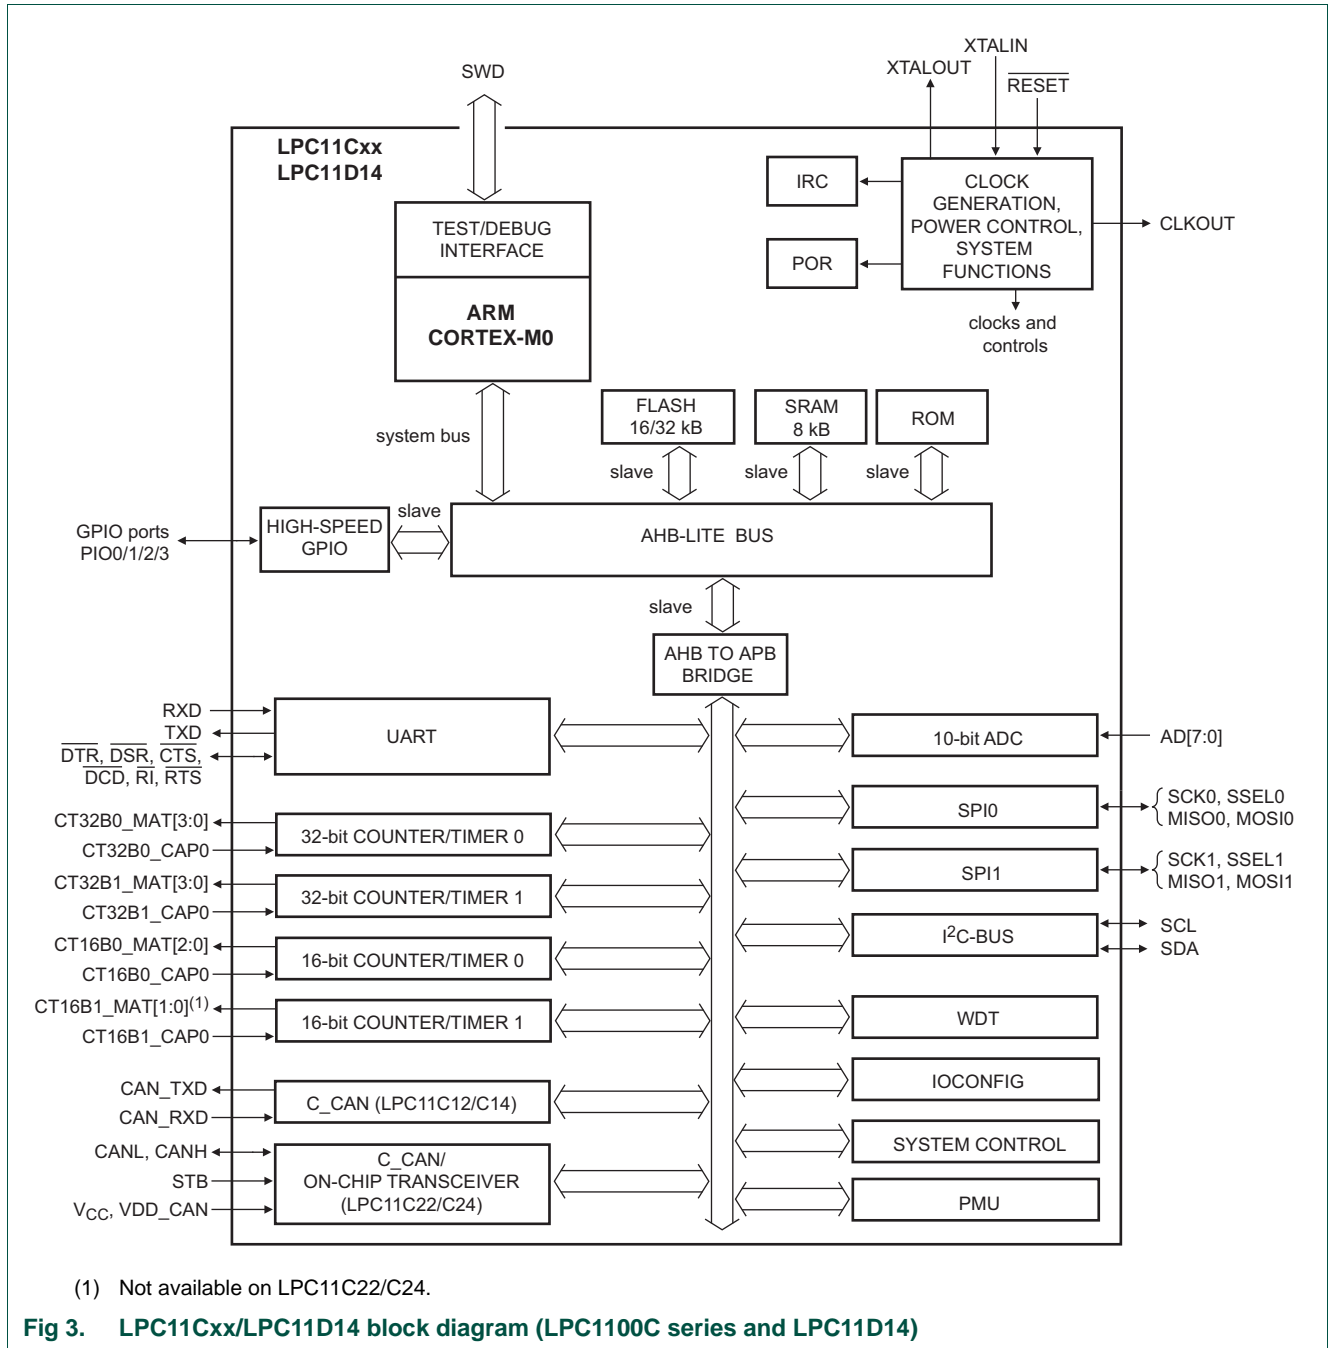 XTALIN
XTALOUT
RESET
SWD
LPC11Cxx
LPC11D14
IRC
POR
CLOCK
GENERATION,
POWER CONTROL,
SYSTEM
FUNCTIONS
CLKOUT
clocks and
controls
TEST/DEBUG
INTERFACE
ARM
CORTEX-M0
system bus
FLASH
16/32 kB
SRAM
8 kB
ROM
slave
slave
slave
slave
GPIO ports
PIO0/1/2/3
HIGH-SPEED
GPIO
AHB-LITE BUS
slave
AHB TO APB
BRIDGE
RXD
TXD
DTR, DSR, CTS,
DCD, RI, RTS
UART
10-bit ADC
AD[7:0]
CT32B0_MAT[3:0]
CT32B0_CAP0
32-bit COUNTER/TIMER 0
SPI0
SCK0, SSEL0
MISO0, MOSI0
CT32B1_MAT[3:0]
CT32B1_CAP0
32-bit COUNTER/TIMER 1
SPI1
SCK1, SSEL1
MISO1, MOSI1
CT16B0_MAT[2:0]
CT16B0_CAP0
16-bit COUNTER/TIMER 0
I2C-BUS
SCL
SDA
CT16B1_MAT[1:0](1)
CT16B1_CAP0
16-bit COUNTER/TIMER 1
WDT
IOCONFIG
CAN_TXD
CAN_RXD
C_CAN (LPC11C12/C14)
SYSTEM CONTROL
CANL, CANH
STB
VCC, VDD_CAN
C_CAN/
ON-CHIP TRANSCEIVER
(LPC11C22/C24)
PMU
(1) Not available on LPC11C22/C24.
Fig 3. LPC11Cxx/LPC11D14 block diagram (LPC1100C series and LPC11D14)